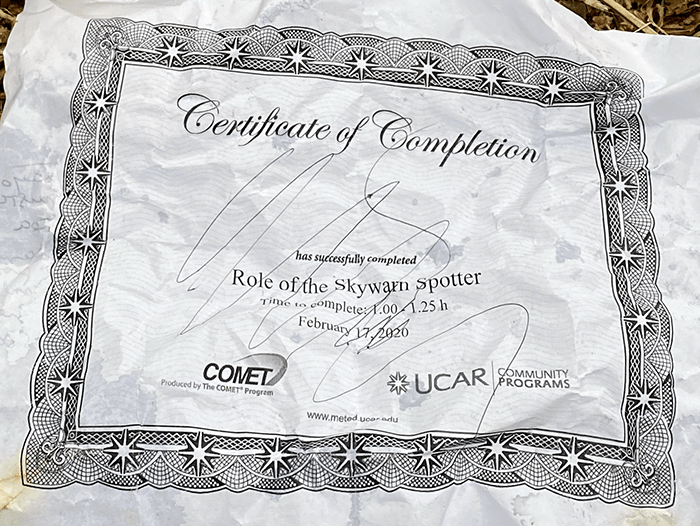 Certificate of Completion
has successfully completed
Role of the Skywarn Spotter
Time to complete: 1.00 - 1.25 h
February 17, 2020
COMET
Produced by The COMET® Program
UCAR COMMUNITY PROGRAMS
www.meted.ucar.edu